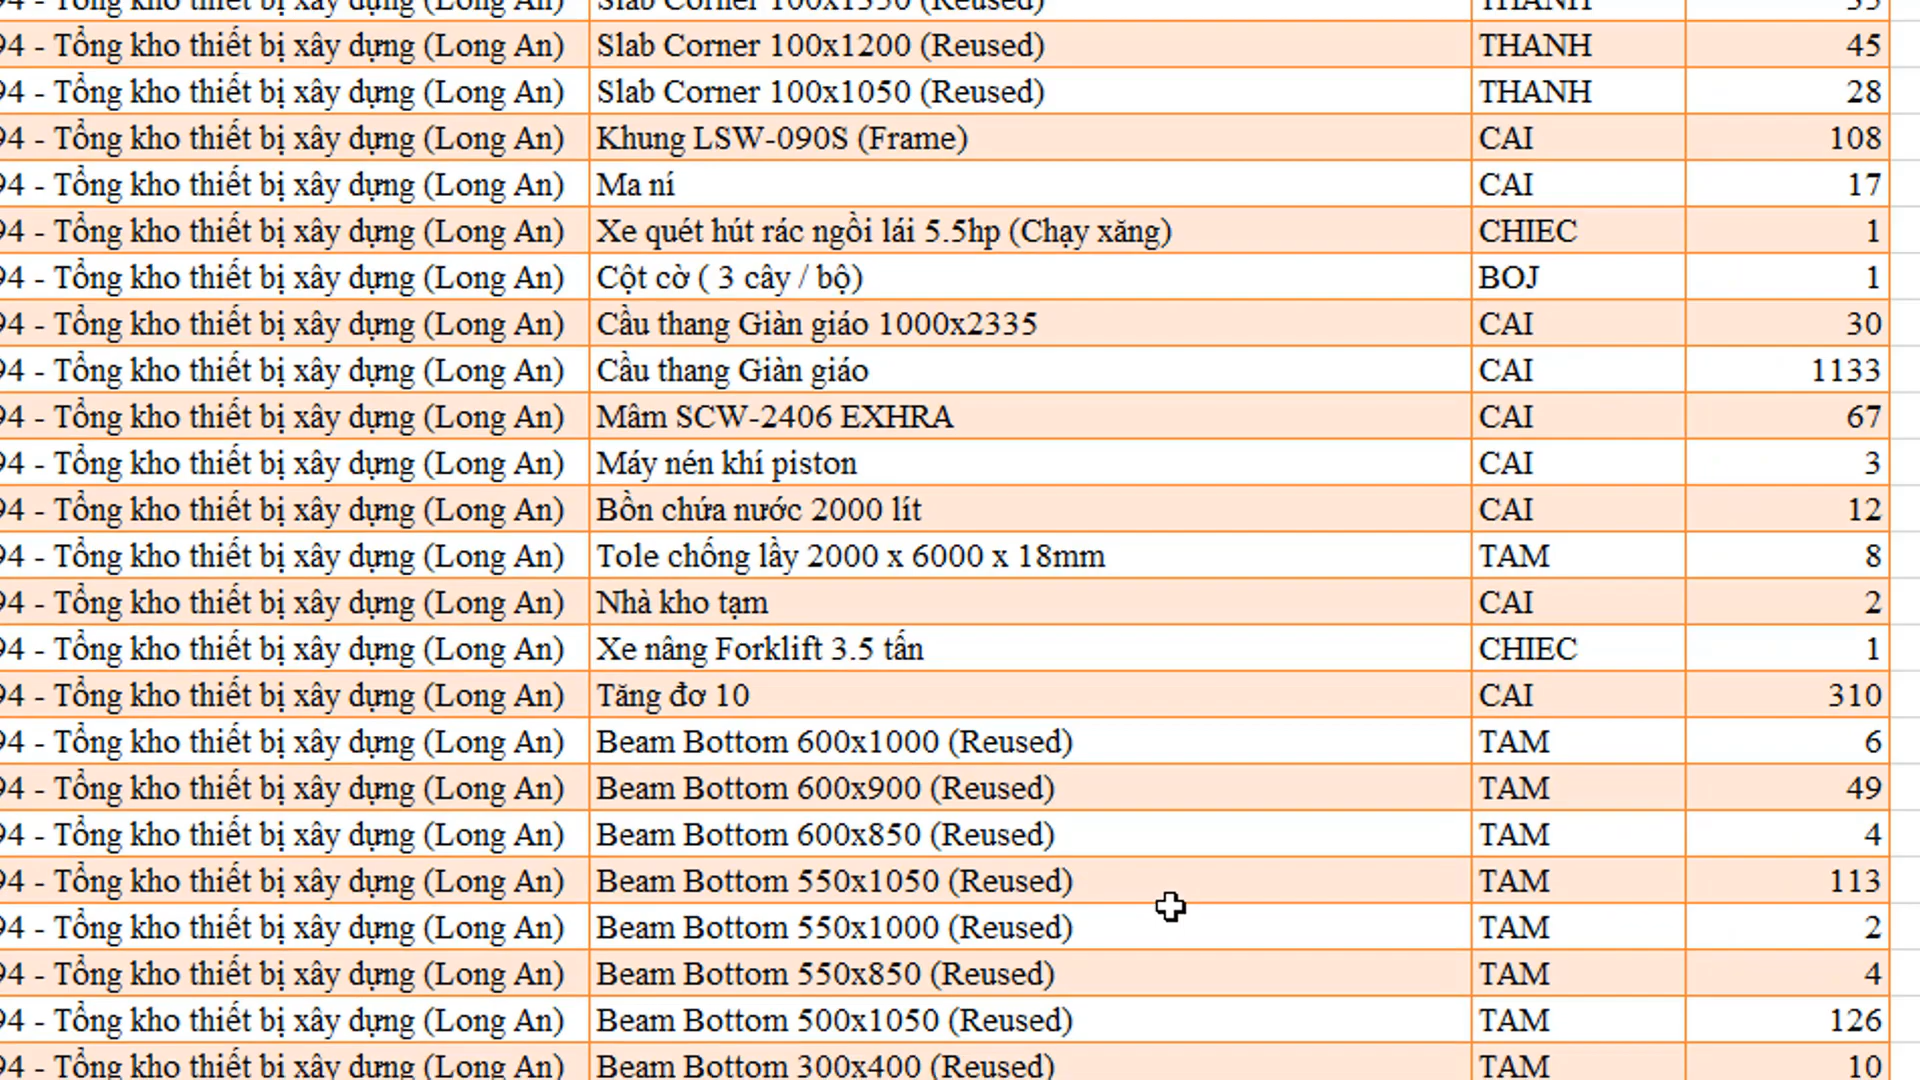 94 - Tổng kho thiết bị xây dựng (Long An) Slab Corner 100x1350 (Reused) THANH 35
94 - Tổng kho thiết bị xây dựng (Long An) Slab Corner 100x1200 (Reused) THANH 45
94 - Tổng kho thiết bị xây dựng (Long An) Slab Corner 100x1050 (Reused) THANH 28
94 - Tổng kho thiết bị xây dựng (Long An) Khung LSW-090S (Frame) CAI 108
94 - Tổng kho thiết bị xây dựng (Long An) Ma ní CAI 17
94 - Tổng kho thiết bị xây dựng (Long An) Xe quét hút rác ngồi lái 5.5hp (Chạy xăng) CHIEC 1
94 - Tổng kho thiết bị xây dựng (Long An) Cột cờ ( 3 cây / bộ) BOJ 1
94 - Tổng kho thiết bị xây dựng (Long An) Cầu thang Giàn giáo 1000x2335 CAI 30
94 - Tổng kho thiết bị xây dựng (Long An) Cầu thang Giàn giáo CAI 1133
94 - Tổng kho thiết bị xây dựng (Long An) Mâm SCW-2406 EXHRA CAI 67
94 - Tổng kho thiết bị xây dựng (Long An) Máy nén khí piston CAI 3
94 - Tổng kho thiết bị xây dựng (Long An) Bồn chứa nước 2000 lít CAI 12
94 - Tổng kho thiết bị xây dựng (Long An) Tole chống lầy 2000 x 6000 x 18mm TAM 8
94 - Tổng kho thiết bị xây dựng (Long An) Nhà kho tạm CAI 2
94 - Tổng kho thiết bị xây dựng (Long An) Xe nâng Forklift 3.5 tấn CHIEC 1
94 - Tổng kho thiết bị xây dựng (Long An) Tăng đơ 10 CAI 310
94 - Tổng kho thiết bị xây dựng (Long An) Beam Bottom 600x1000 (Reused) TAM 6
94 - Tổng kho thiết bị xây dựng (Long An) Beam Bottom 600x900 (Reused) TAM 49
94 - Tổng kho thiết bị xây dựng (Long An) Beam Bottom 600x850 (Reused) TAM 4
94 - Tổng kho thiết bị xây dựng (Long An) Beam Bottom 550x1050 (Reused) TAM 113
94 - Tổng kho thiết bị xây dựng (Long An) Beam Bottom 550x1000 (Reused) TAM 2
94 - Tổng kho thiết bị xây dựng (Long An) Beam Bottom 550x850 (Reused) TAM 4
94 - Tổng kho thiết bị xây dựng (Long An) Beam Bottom 500x1050 (Reused) TAM 126
94 - Tổng kho thiết bị xây dựng (Long An) Beam Bottom 300x400 (Reused) TAM 10